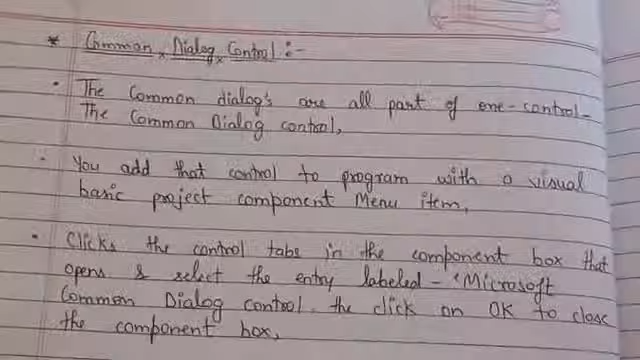 * Common x Dialog x Control :-
• The Common dialog's are all part of one-control-
The Common Dialog control,
• You add that control to program with a visual
basic project component Menu item,
• Clicks the control tabe in the component box that
opens & select the entry labeled - "Microsoft
Common Dialog control. the click on OK to close
the component box,